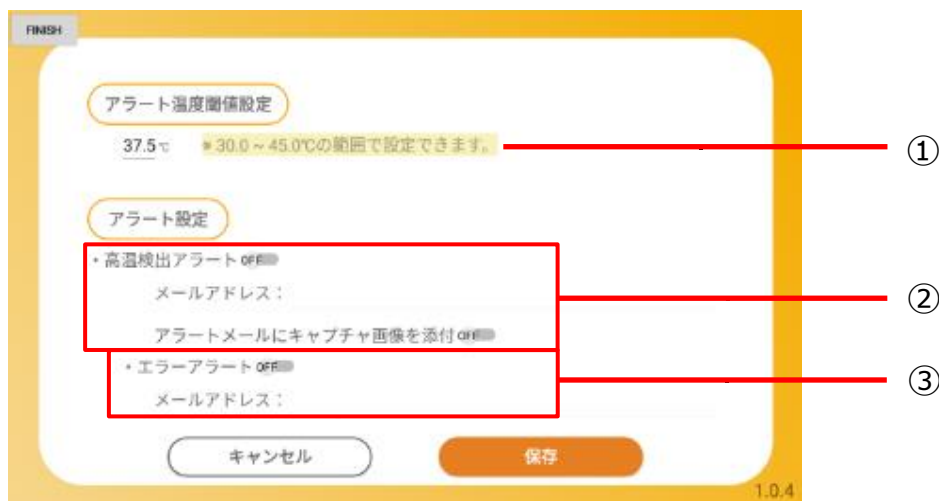 FINISH
アラート温度閾値設定
37.5℃ ※30.0～45.0℃の範囲で設定できます。
①
アラート設定
・高温検出アラート OFF
メールアドレス：
②
アラートメールにキャプチャ画像を添付 OFF
・エラーアラート OFF
③
メールアドレス：
キャンセル 保存
1.0.4